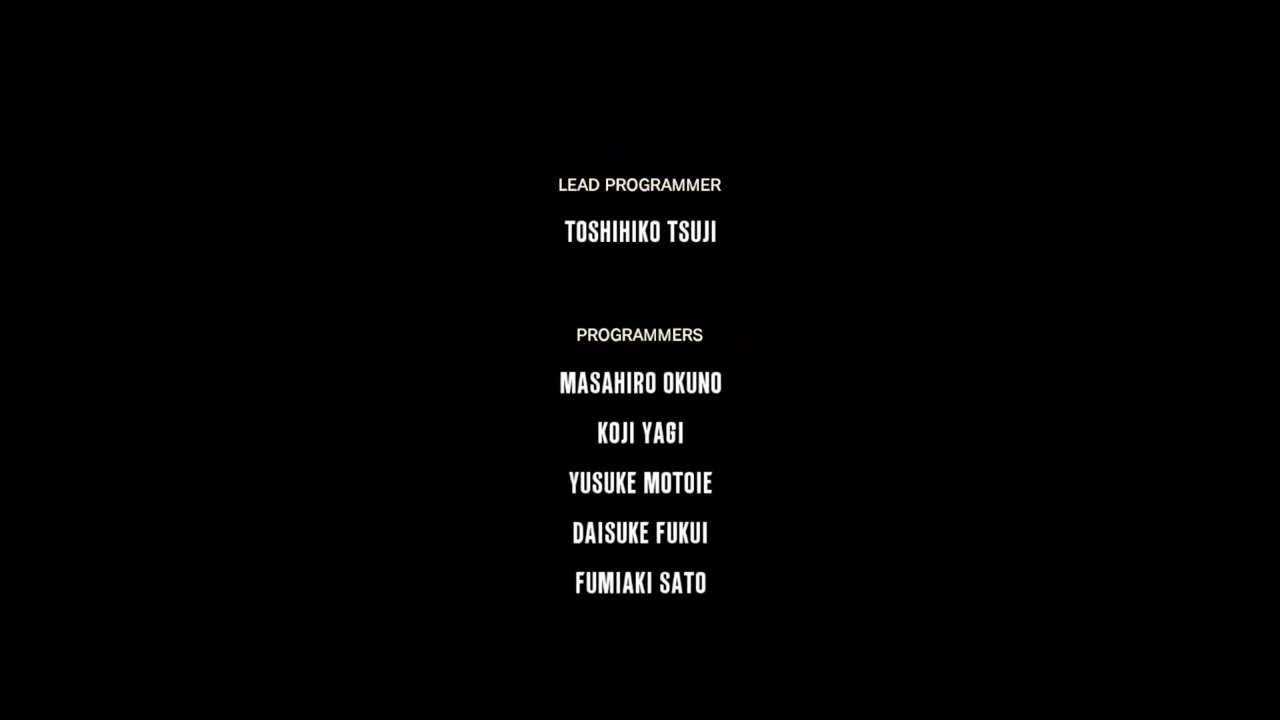 LEAD PROGRAMMER
TOSHIHIKO TSUJI
PROGRAMMERS
MASAHIRO OKUNO
KOJI YAGI
YUSUKE MOTOIE
DAISUKE FUKUI
FUMIAKI SATO